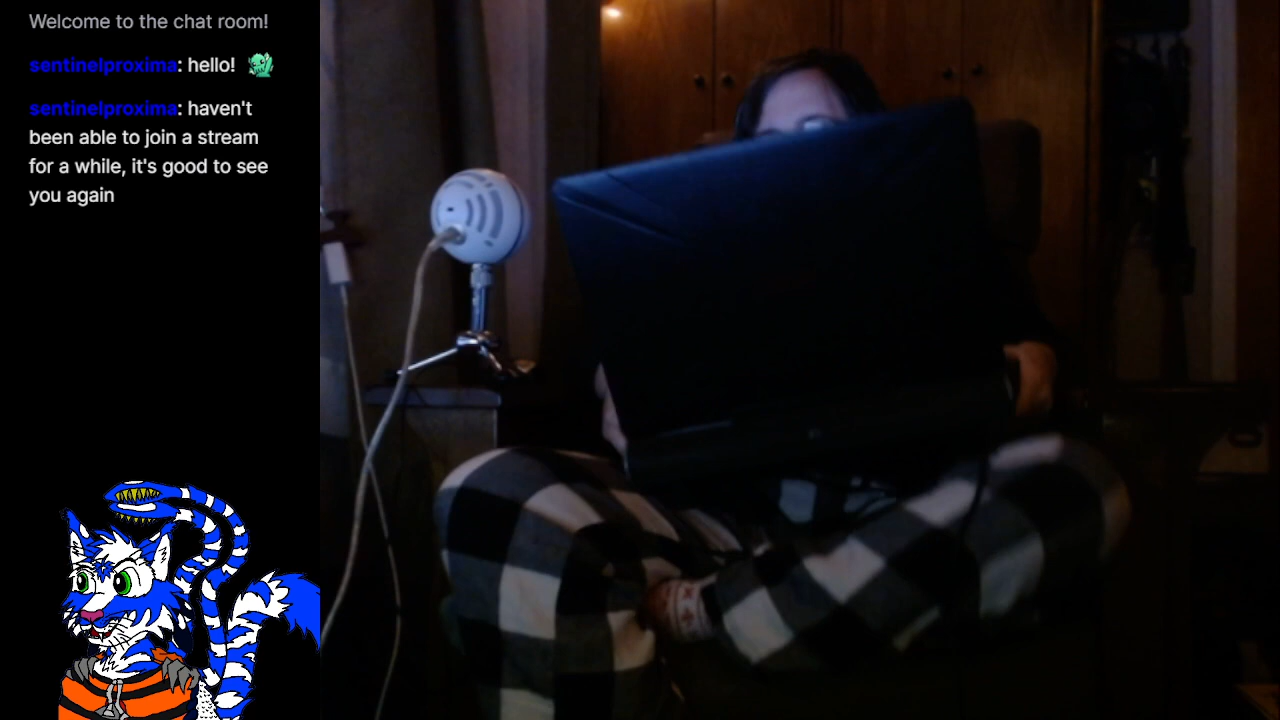 Welcome to the chat room!
sentinelproxima: hello!
sentinelproxima: haven't
been able to join a stream
for a while, it's good to see
you again